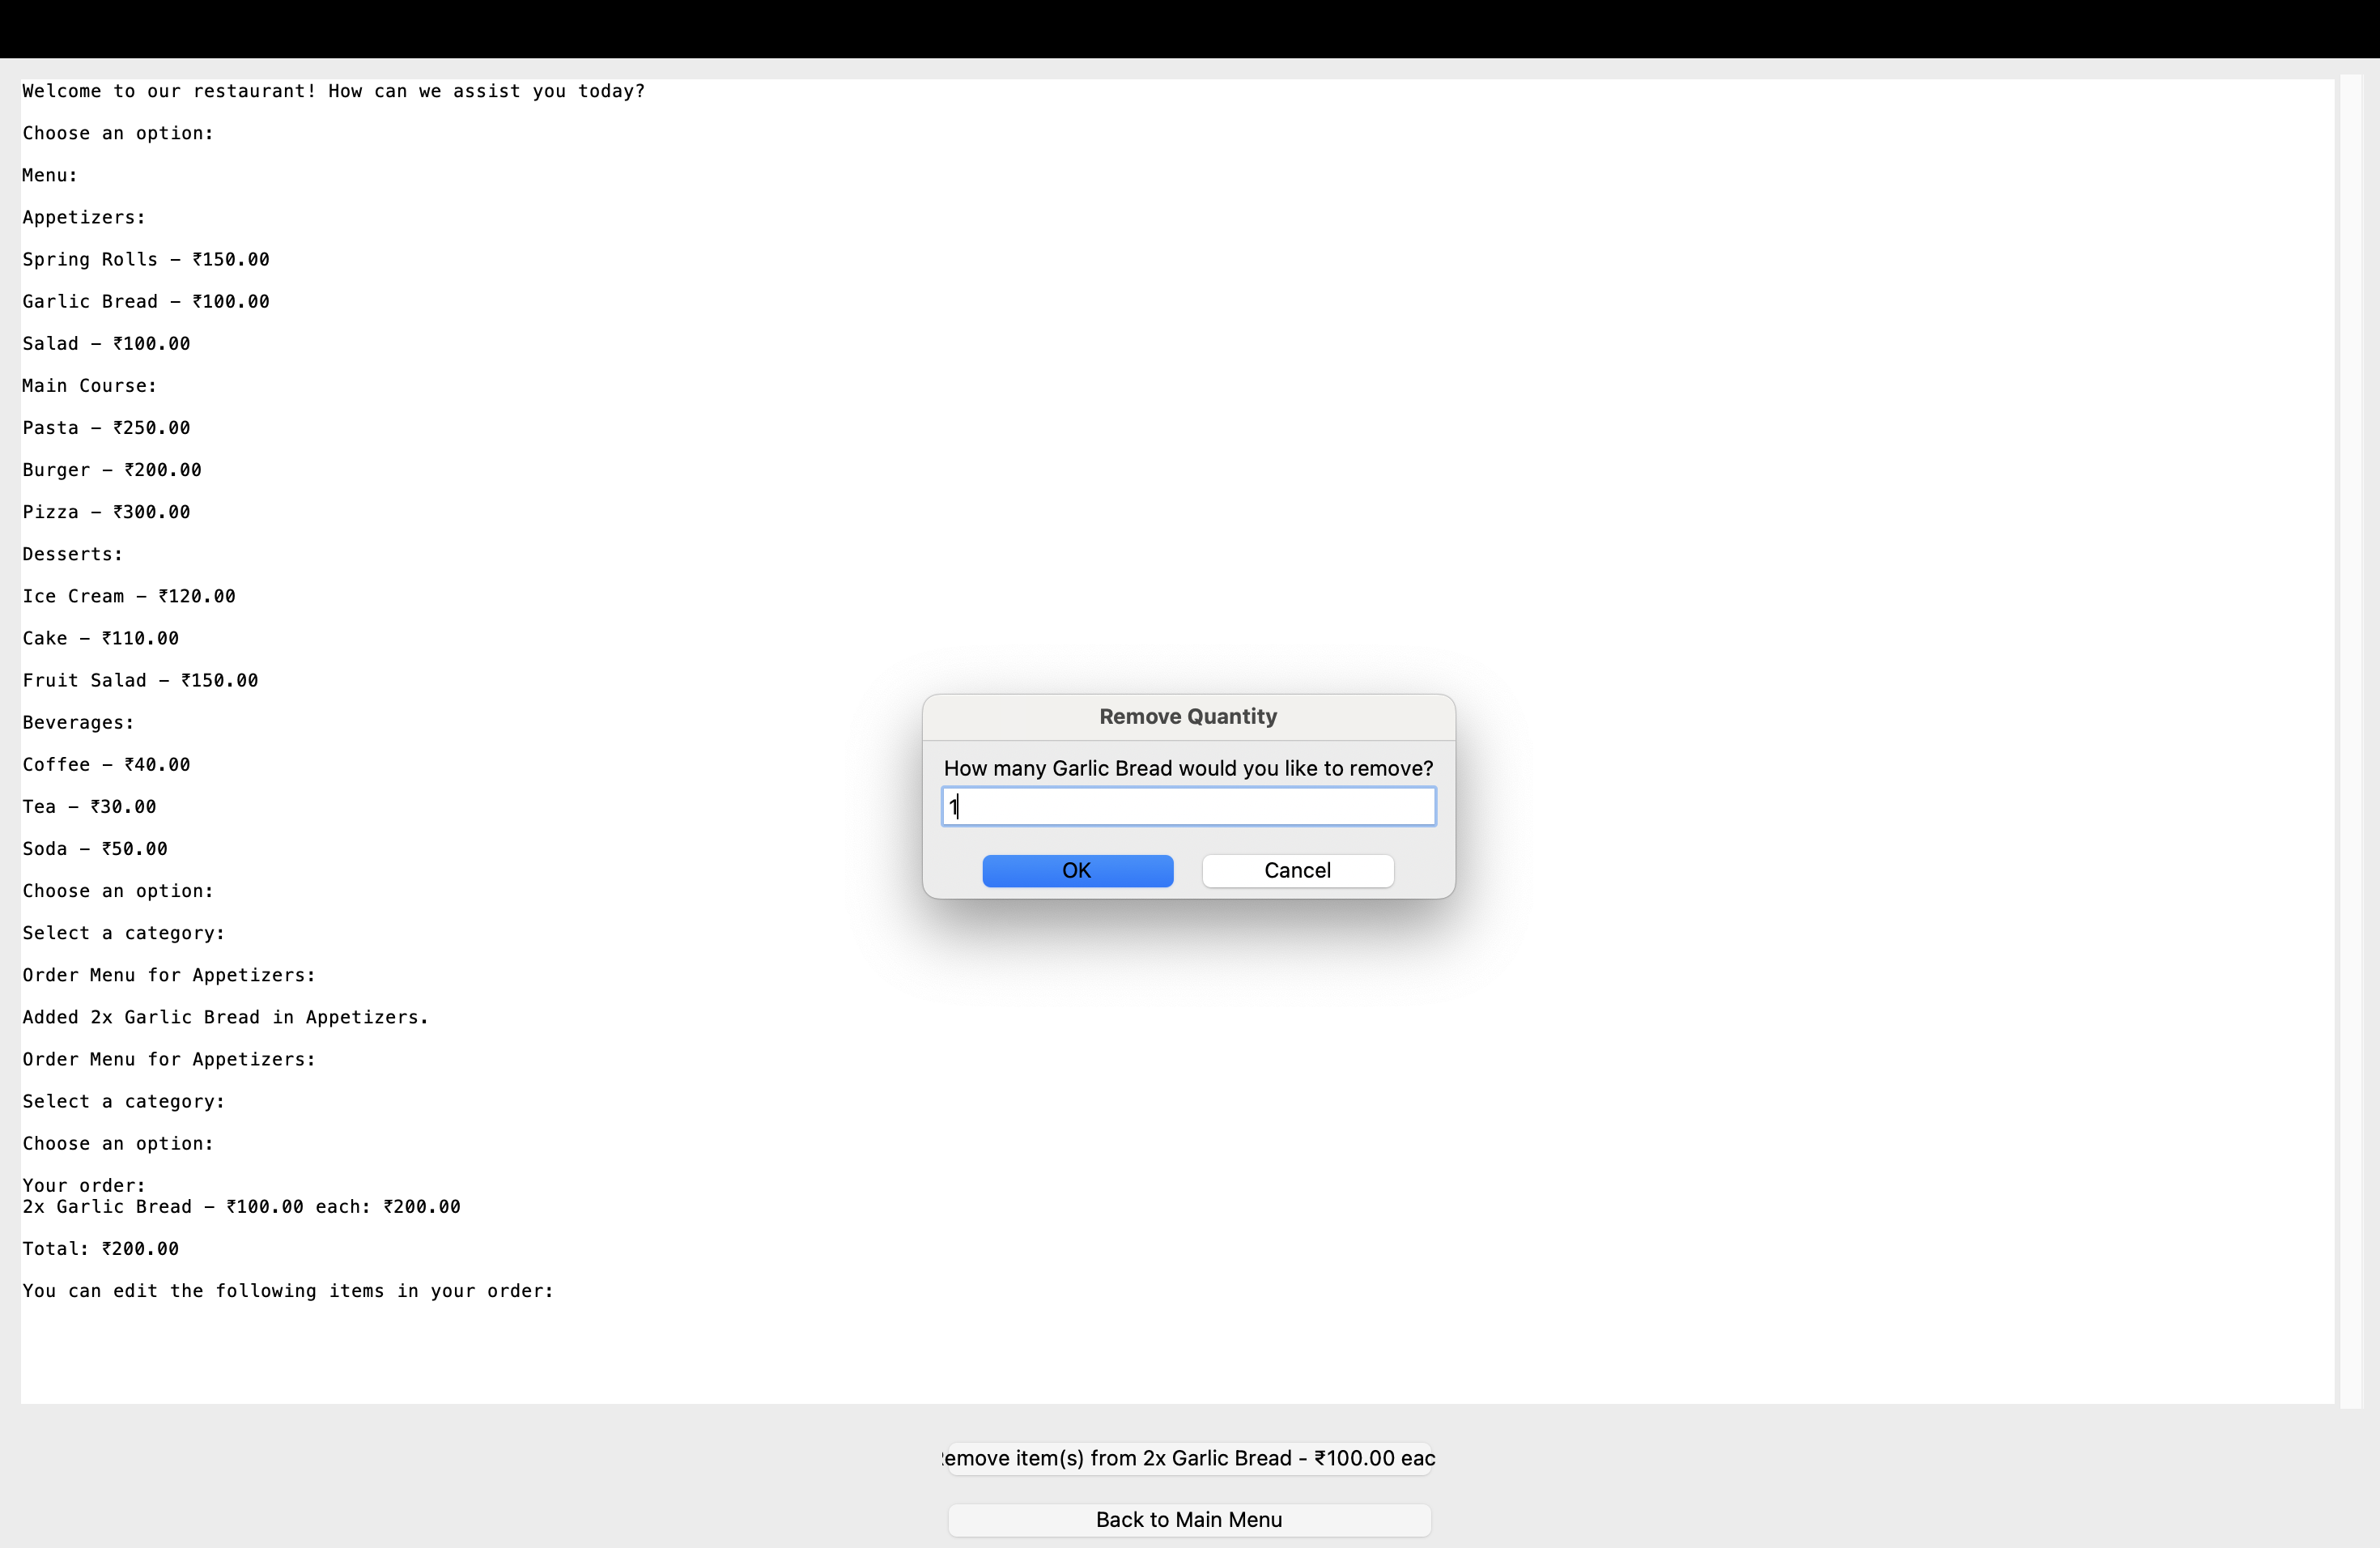 Welcome to our restaurant! How can we assist you today?
Choose an option:
Menu:
Appetizers:
Spring Rolls – ₹150.00
Garlic Bread – ₹100.00
Salad – ₹100.00
Main Course:
Pasta – ₹250.00
Burger – ₹200.00
Pizza – ₹300.00
Desserts:
Ice Cream – ₹120.00
Cake – ₹110.00
Fruit Salad – ₹150.00
Beverages:
Coffee – ₹40.00
Tea – ₹30.00
Soda – ₹50.00
Choose an option:
Select a category:
Order Menu for Appetizers:
Added 2x Garlic Bread in Appetizers.
Order Menu for Appetizers:
Select a category:
Choose an option:
Your order:
2x Garlic Bread – ₹100.00 each: ₹200.00
Total: ₹200.00
You can edit the following items in your order:
Remove Quantity
How many Garlic Bread would you like to remove?
1
OK
Cancel
emove item(s) from 2x Garlic Bread - ₹100.00 eac
Back to Main Menu